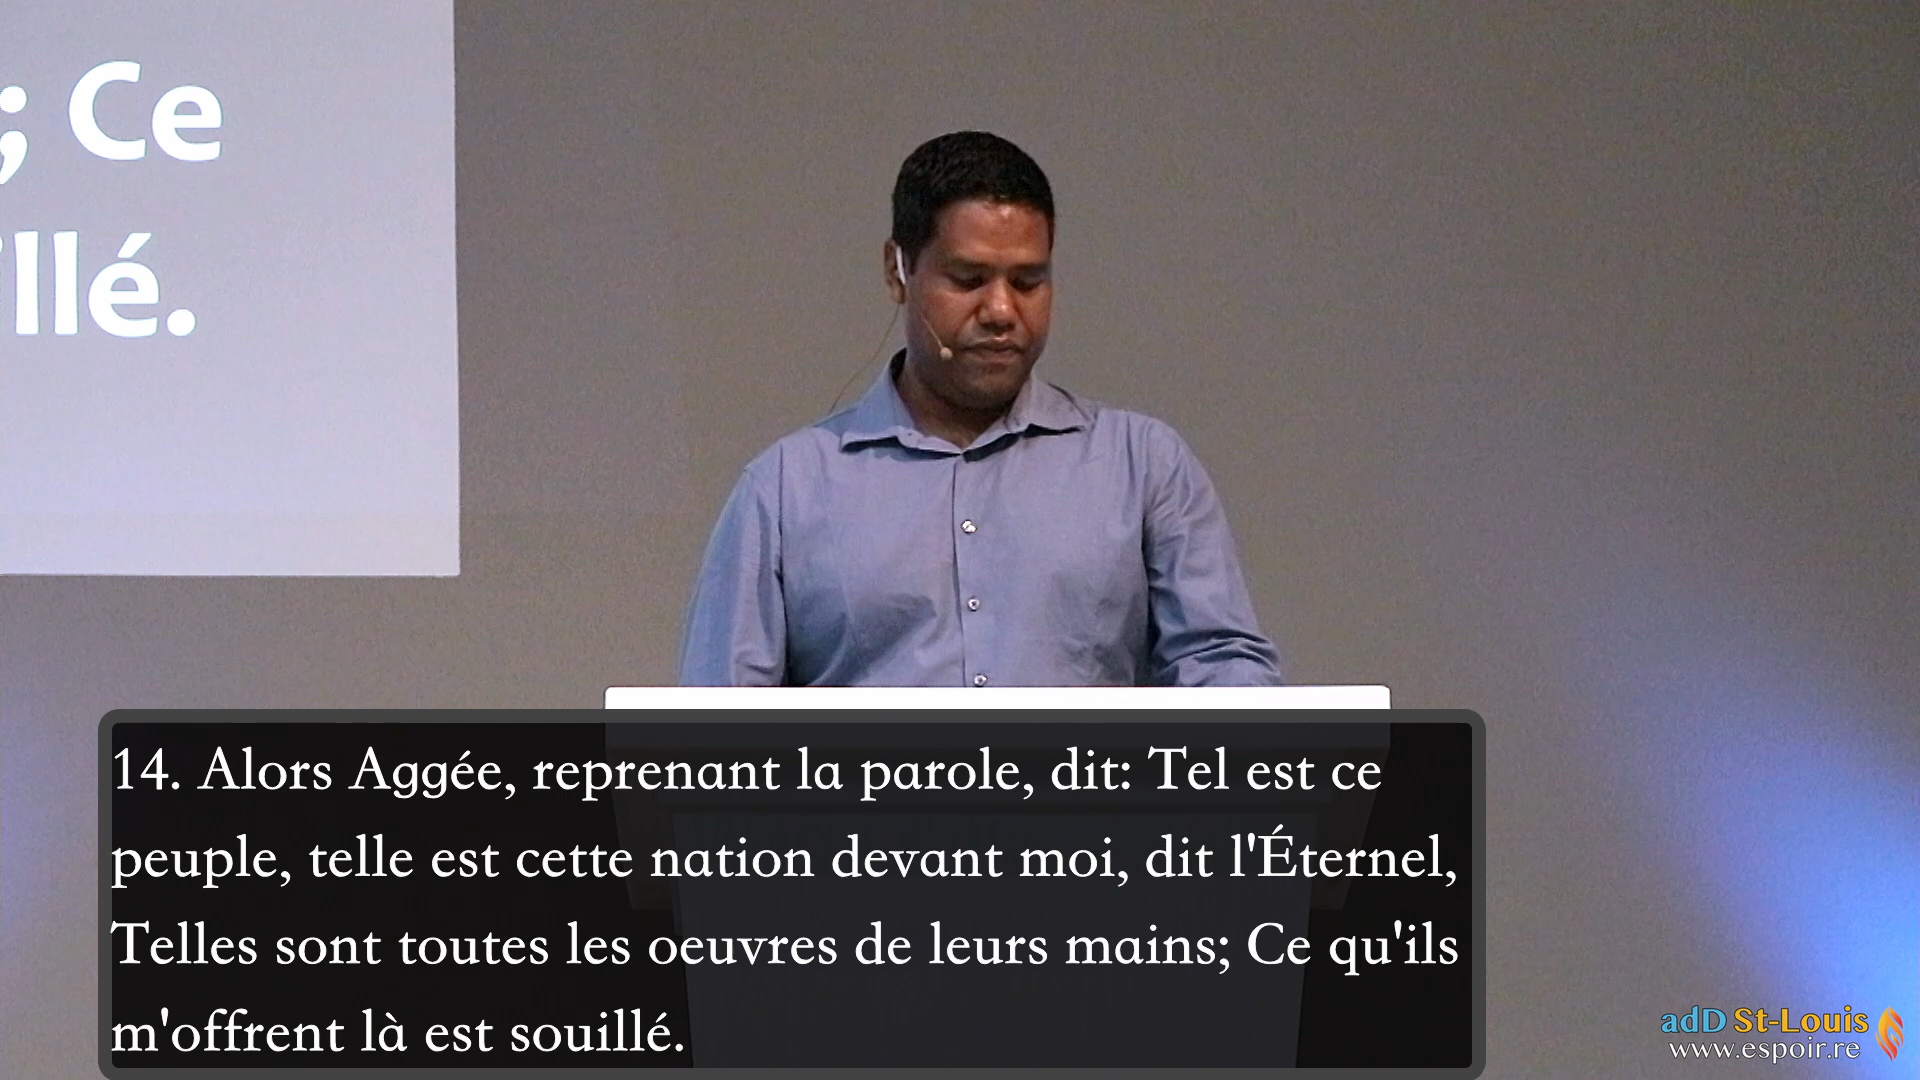 ; Ce
llé.
14. Alors Aggée, reprenant la parole, dit: Tel est ce
peuple, telle est cette nation devant moi, dit l'Éternel,
Telles sont toutes les oeuvres de leurs mains; Ce qu'ils
m'offrent là est souillé.
adD St-Louis
www.espoir.re